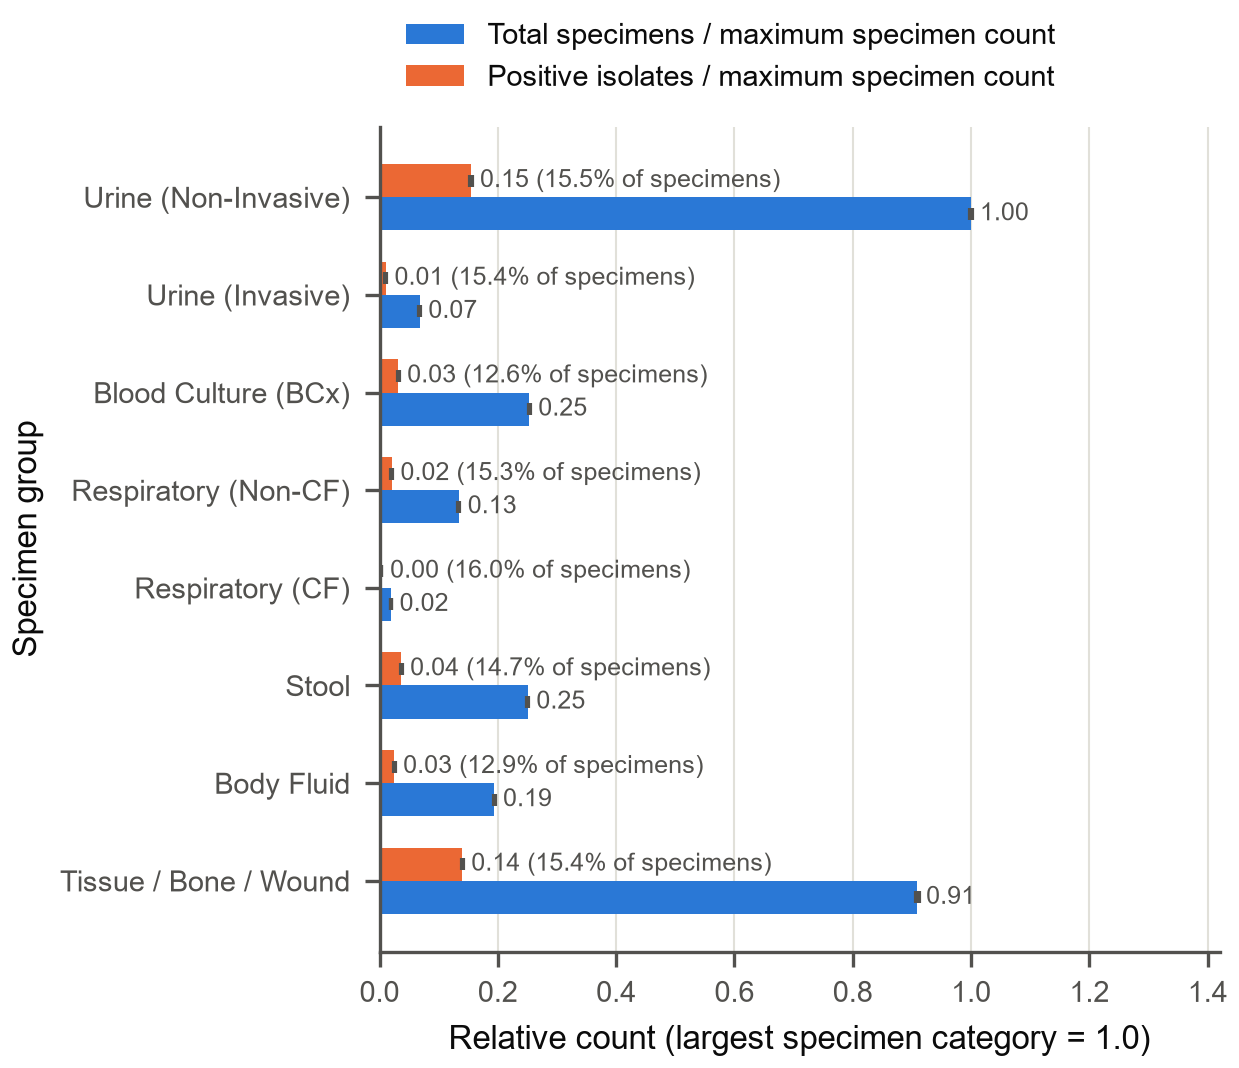 Total specimens / maximum specimen count
Positive isolates / maximum specimen count
Specimen group
Urine (Non-Invasive)
0.15 (15.5% of specimens)
1.00
Urine (Invasive)
0.01 (15.4% of specimens)
0.07
Blood Culture (BCx)
0.03 (12.6% of specimens)
0.25
Respiratory (Non-CF)
0.02 (15.3% of specimens)
0.13
Respiratory (CF)
0.00 (16.0% of specimens)
0.02
Stool
0.04 (14.7% of specimens)
0.25
Body Fluid
0.03 (12.9% of specimens)
0.19
Tissue / Bone / Wound
0.14 (15.4% of specimens)
0.91
0.0 0.2 0.4 0.6 0.8 1.0 1.2 1.4
Relative count (largest specimen category = 1.0)